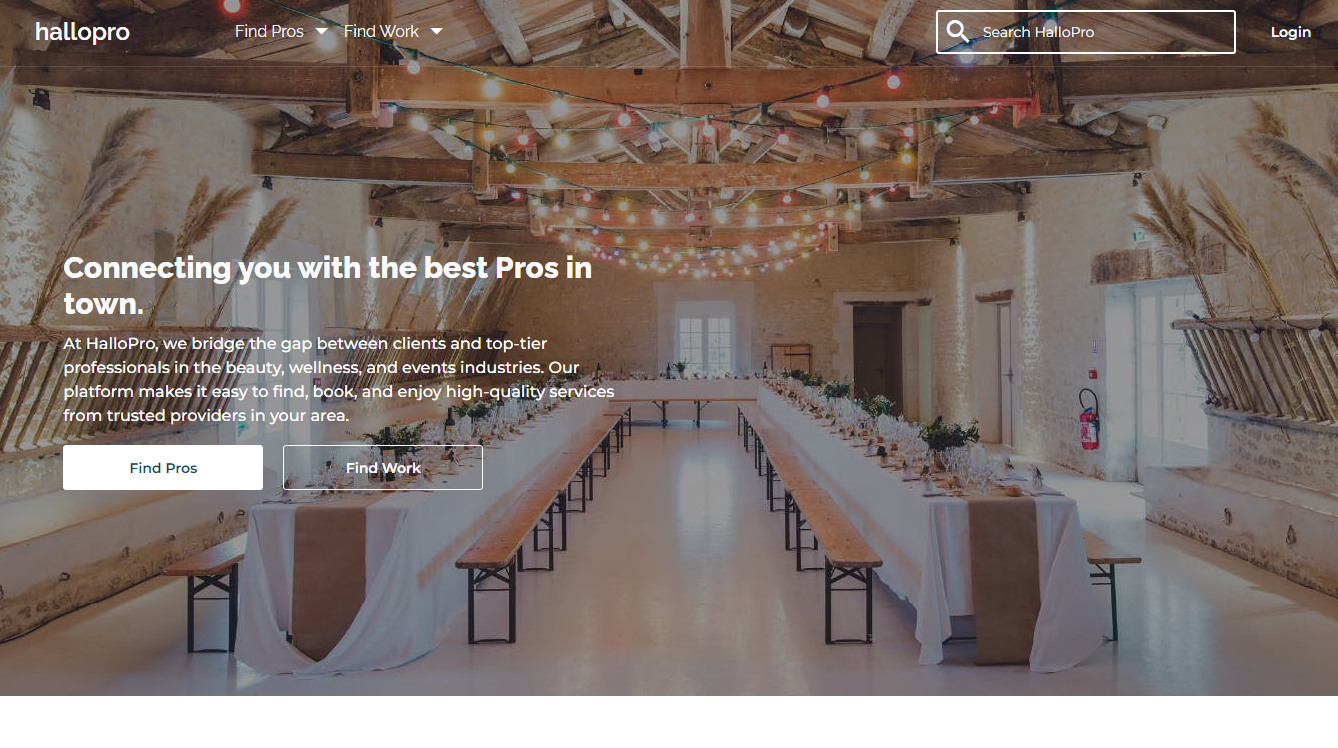 hallopro
Find Pros
Find Work
Search HalloPro
Login
Connecting you with the best Pros in
town.
At HalloPro, we bridge the gap between clients and top-tier
professionals in the beauty, wellness, and events industries. Our
platform makes it easy to find, book, and enjoy high-quality services
from trusted providers in your area.
Find Pros
Find Work